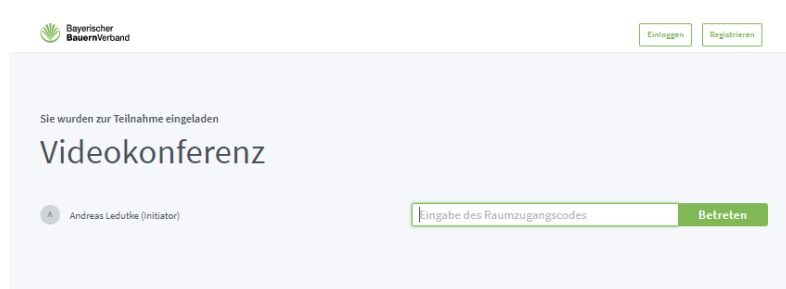 Bayerischer
BauernVerband
Einloggen
Registrieren
Sie wurden zur Teilnahme eingeladen
Videokonferenz
A
Andreas Ledutke (Initiator)
Eingabe des Raumzugangscodes
Betreten